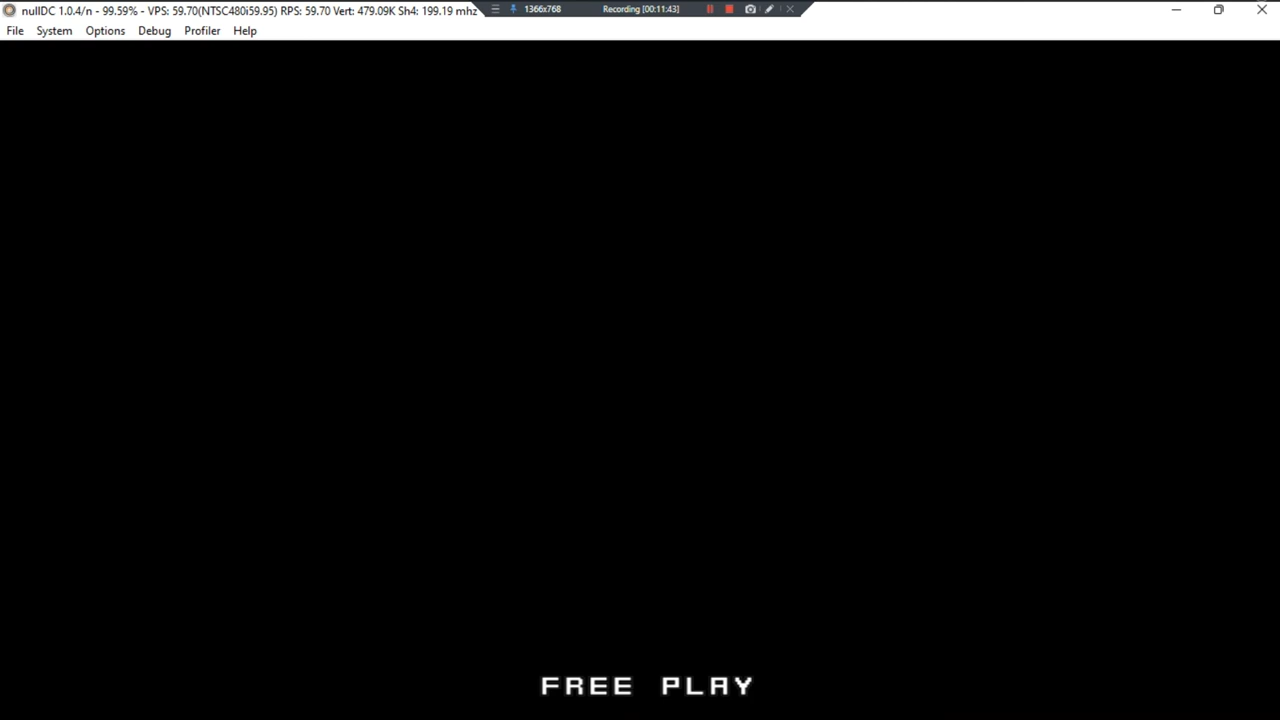 nullDC 1.0.4/n - 99.59% - VPS: 59.70(NTSC480i59.95) RPS: 59.70 Vert: 479.09K Sh4: 199.19 mhz
1366x768
Recording [00:11:43]
File System Options Debug Profiler Help
FREE PLAY